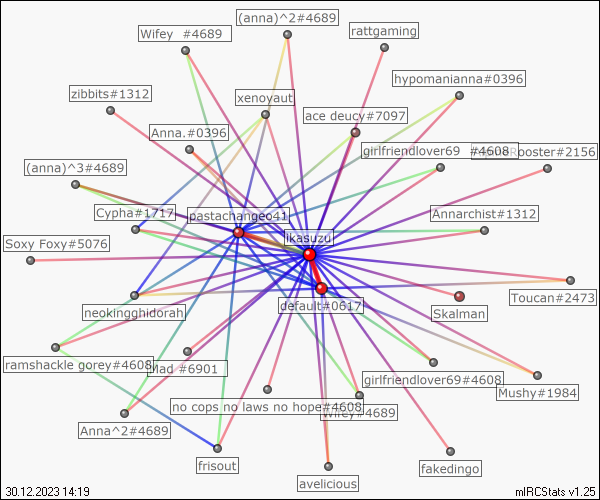 (anna)^2#4689
Wifey #4689
rattgaming
hypomanianna#0396
zibbits#1312
xenoyaut
ace deucy#7097
Anna.#0396
girlfriendlover69 #4608
Rooster#2156
(anna)^3#4689
Cypha#1717
pastachangeo41
Annarchist#1312
likasuzu
Soxy Foxy#5076
Toucan#2473
neokingghidorah
default#0617
Skalman
ramshackle gorey#4608
Mad #6901
girlfriendlover69#4608
Mushy#1984
no cops no laws no hope#4608
Wifey#4689
Anna^2#4689
frisout
avelicious
fakedingo
30.12.2023 14:19
mIRCStats v1.25